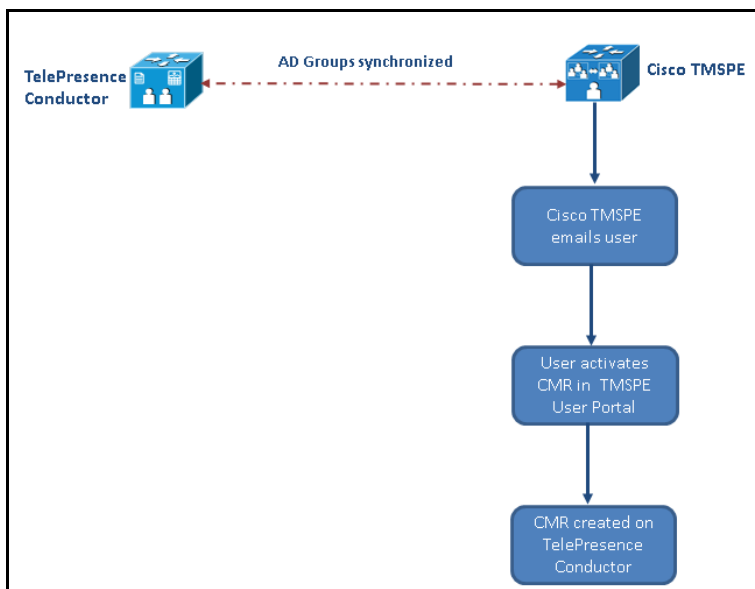 AD Groups synchronized
TelePresence
Conductor
Cisco TMSPE
Cisco TMSPE
emails user
User activates
CMR in TMSPE
User Portal
CMR created on
TelePresence
Conductor